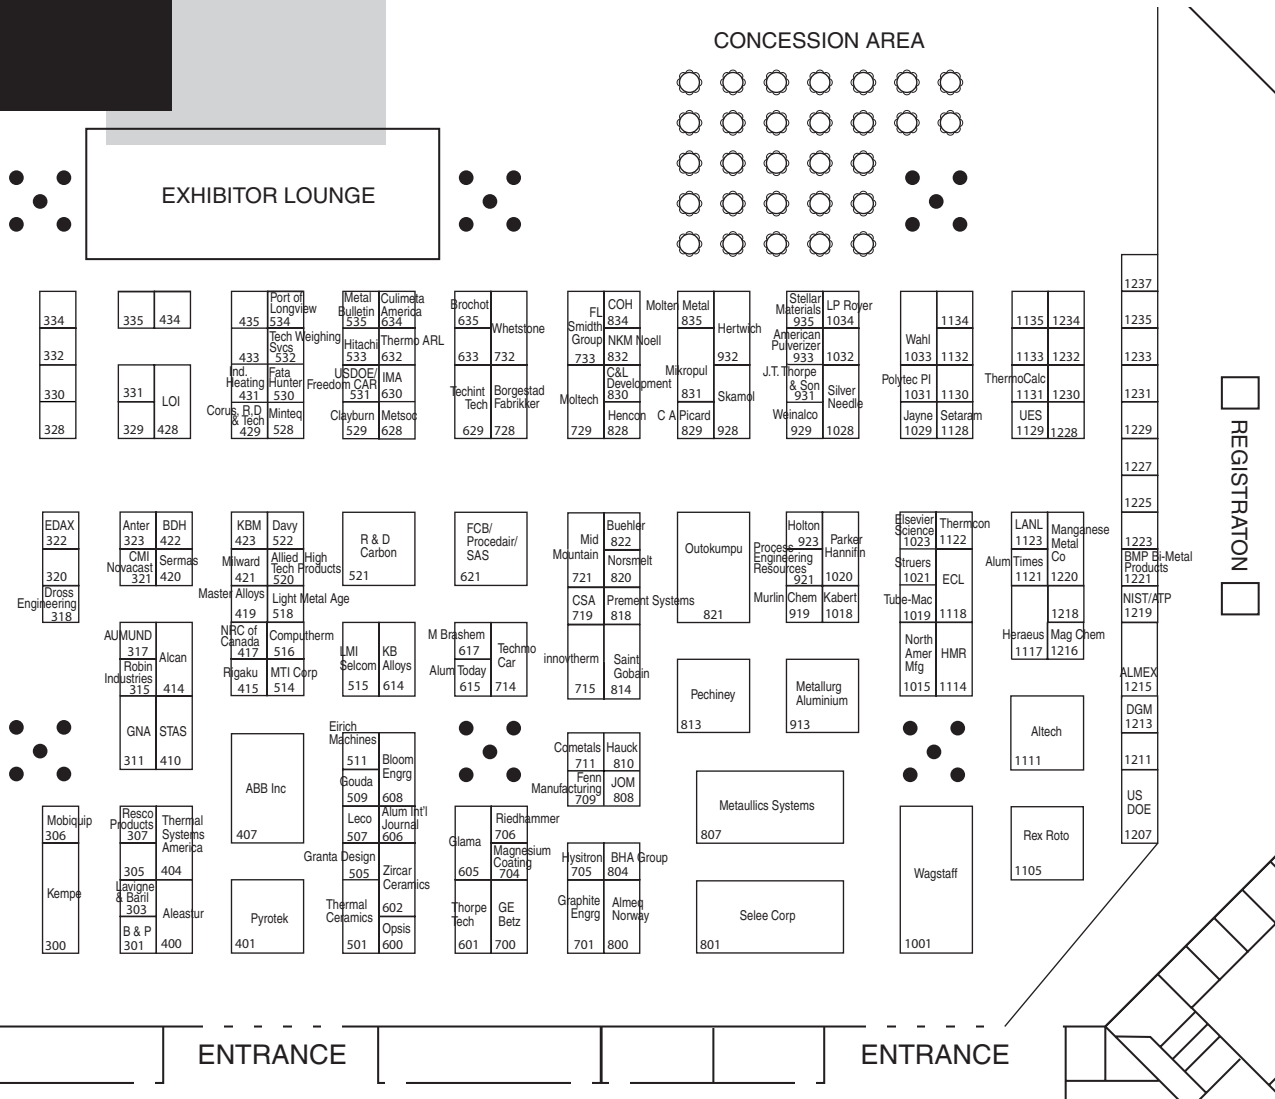 CONCESSION AREA
EXHIBITOR LOUNGE
334
332
330
328
335
434
331
329
LOI
428
435
Port of
Longview
534
433
Tech Weighing
Svcs
532
Ind.
Heating
431
Fata
Hunter
530
Corus, R.D
& Tech
429
Minteq
528
Metal
Bulletin
535
Culimeta
America
634
Hitachi
533
Thermo ARL
632
USDOE/
Freedom CAR
531
IMA
630
Clayburn
529
Metsoc
628
Brochot
635
633
Whetstone
732
Techint
Tech
629
Borgestad
Fabrikker
728
FL
Smidth
Group
733
COH
834
NKM Noell
832
Moltech
729
C&L
Development
830
Hencon
828
Molten Metal
835
Hertwich
932
Mikropul
831
Skamol
928
C A Picard
829
Stellar
Materials
935
LP Royer
1034
American
Pulverizer
933
1032
J.T. Thorpe
& Son
931
Silver
Needle
1028
Weinalco
929
Wahl
1033
1134
1132
Polytec PI
1031
1130
Jayne
1029
Setaram
1128
1135
1234
1133
1232
ThermoCalc
1131
1230
UES
1129
1228
1237
1235
1233
1231
1229
1227
1225
1223
BMP Bi-Metal
Products
1221
NIST/ATP
1219
ALMEX
1215
DGM
1213
1211
US
DOE
1207
REGISTRATON
EDAX
322
320
Dross
Engineering
318
Anter
323
BDH
422
CMI
Novacast
321
Sermas
420
AUMUND
317
Alcan
414
Robin
Industries
315
GNA
311
STAS
410
KBM
423
Davy
522
Milward
421
Allied High
Tech Products
520
Master Alloys
419
Light Metal Age
518
NRC of
Canada
417
Computherm
516
Rigaku
415
MTI Corp
514
R & D
Carbon
521
LMI
Selcom
515
KB
Alloys
614
FCB/
Procedair/
SAS
621
M Brashem
617
Alum Today
615
Techmo
Car
714
Mid
Mountain
721
Buehler
822
Norsmelt
820
CSA
719
Prement Systems
818
innovtherm
715
Saint
Gobain
814
Outokumpu
821
Pechiney
813
Holton
923
Process
Engineering
Resources
921
Parker
Hannifin
1020
Murlin Chem
919
Kabert
1018
Metallurg
Aluminium
913
Elsevier
Science
1023
Thermcon
1122
Struers
1021
ECL
1118
Tube-Mac
1019
North
Amer
Mfg
1015
HMR
1114
LANL
1123
Manganese
Metal
Co
1220
Alum Times
1121
1218
Heraeus
1117
Mag Chem
1216
Altech
1111
Rex Roto
1105
Mobiquip
306
Kempe
300
Resco
Products
307
Thermal
Systems
America
404
305
Lavigne
& Baril
303
B & P
301
Aleastur
400
ABB Inc
407
Pyrotek
401
Eirich
Machines
511
Bloom
Engrg
608
Gouda
509
Leco
507
Alum Int'l
Journal
606
Granta Design
505
Zircar
Ceramics
602
Thermal
Ceramics
501
Opsis
600
Glama
605
Riedhammer
706
Magnesium
Coating
704
Thorpe
Tech
601
GE
Betz
700
Cometals
711
Hauck
810
Fenn
Manufacturing
709
JOM
808
Hysitron
705
BHA Group
804
Graphite
Engrg
701
Almeq
Norway
800
Metaullics Systems
807
Selee Corp
801
Wagstaff
1001
ENTRANCE
ENTRANCE